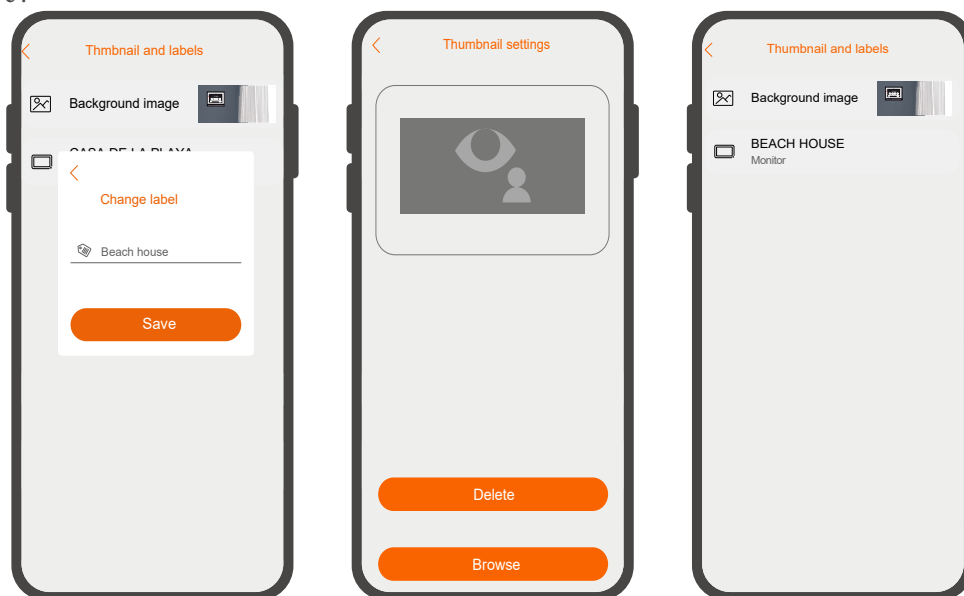 Thmbnail and labels
Background image
CASA DE LA PLAYA
Change label
Beach house
Save
Thumbnail settings
Delete
Browse
Thumbnail and labels
Background image
BEACH HOUSE
Monitor